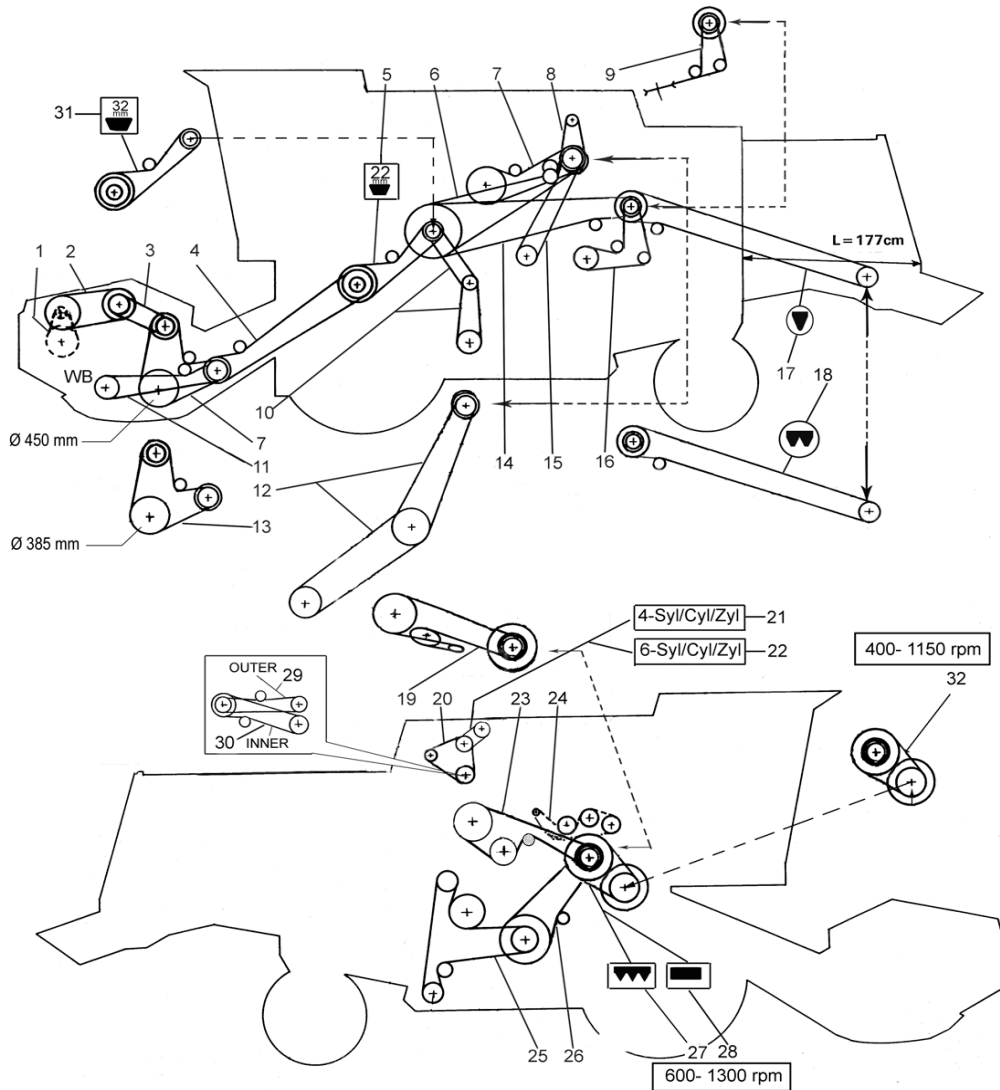 5
6
7
8
9
31
32
mm
22
mm
1
2
3
4
L = 177cm
WB
Ø 450 mm
10
7
11
12
13
14
15
16
17
18
Ø 385 mm
4-Syl/Cyl/Zyl
21
6-Syl/Cyl/Zyl
22
400- 1150 rpm
32
OUTER
29
30
INNER
19
20
23
24
25
26
27
28
600- 1300 rpm